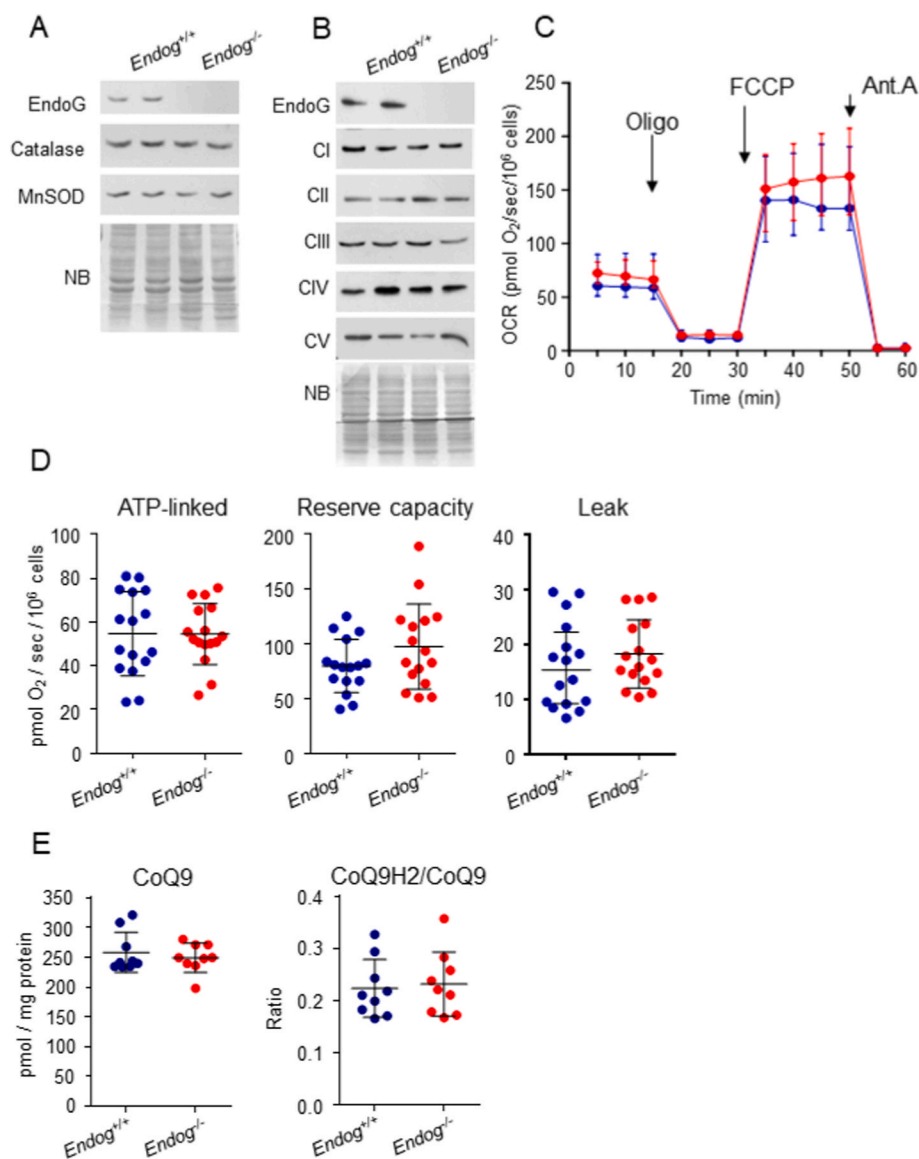 A
Endog+/+ Endog-/-
EndoG
Catalase
MnSOD
NB
B
Endog+/+ Endog-/-
EndoG
CI
CII
CIII
CIV
CV
NB
C
OCR (pmol O2/sec/10⁶ cells)
250
200
150
100
50
0
Oligo
FCCP
Ant.A
0 10 20 30 40 50 60
Time (min)
D
ATP-linked
pmol O2 / sec / 10⁶ cells
100
80
60
40
20
0
Endog+/+ Endog-/-
Reserve capacity
200
150
100
50
0
Endog+/+ Endog-/-
Leak
40
30
20
10
0
Endog+/+ Endog-/-
E
CoQ9
pmol / mg protein
350
300
250
200
150
100
50
0
Endog+/+ Endog-/-
CoQ9H2/CoQ9
Ratio
0.4
0.3
0.2
0.1
0.0
Endog+/+ Endog-/-